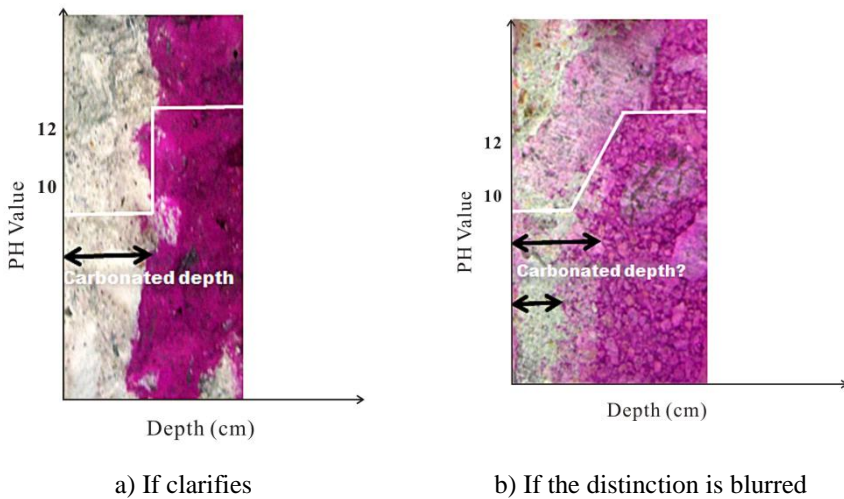 12
10
PH Value
Carbonated depth
Depth (cm)
a) If clarifies
12
10
PH Value
Carbonated depth?
Depth (cm)
b) If the distinction is blurred